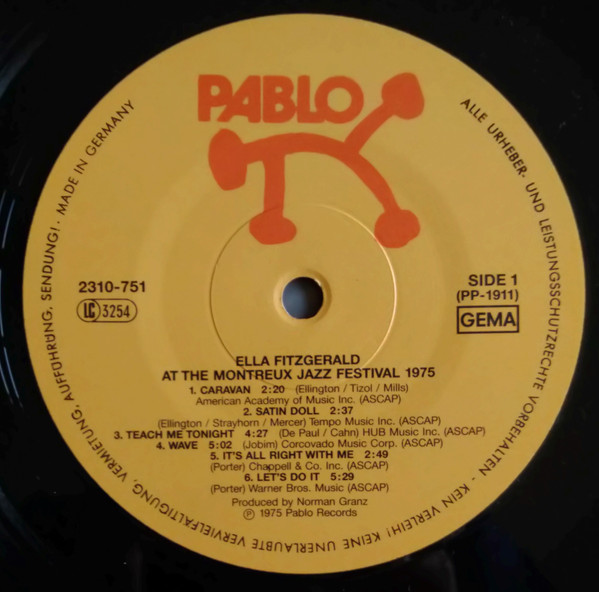 PABLO
MADE IN GERMANY
ALLE URHEBER- UND LEISTUNGSSCHUTZRECHTE VORBEHALTEN - KEIN VERLEIH! KEINE UNERLAUBTE VERVIELFÄLTIGUNG, VERMIETUNG, AUFFÜHRUNG, SENDUNG! ·
2310-751
LC 3254
SIDE 1
(PP-1911)
GEMA
ELLA FITZGERALD
AT THE MONTREUX JAZZ FESTIVAL 1975
1. CARAVAN 2:20 (Ellington / Tizol / Mills)
American Academy of Music Inc. (ASCAP)
2. SATIN DOLL 2:37
(Ellington / Strayhorn / Mercer) Tempo Music Inc. (ASCAP)
3. TEACH ME TONIGHT 4:27 (De Paul / Cahn) HUB Music Inc. (ASCAP)
4. WAVE 5:02 (Jobim) Corcovado Music Corp. (ASCAP)
5. IT'S ALL RIGHT WITH ME 2:49
(Porter) Chappell & Co. Inc. (ASCAP)
6. LET'S DO IT 5:29
(Porter) Warner Bros. Music (ASCAP)
Produced by Norman Granz
℗ 1975 Pablo Records